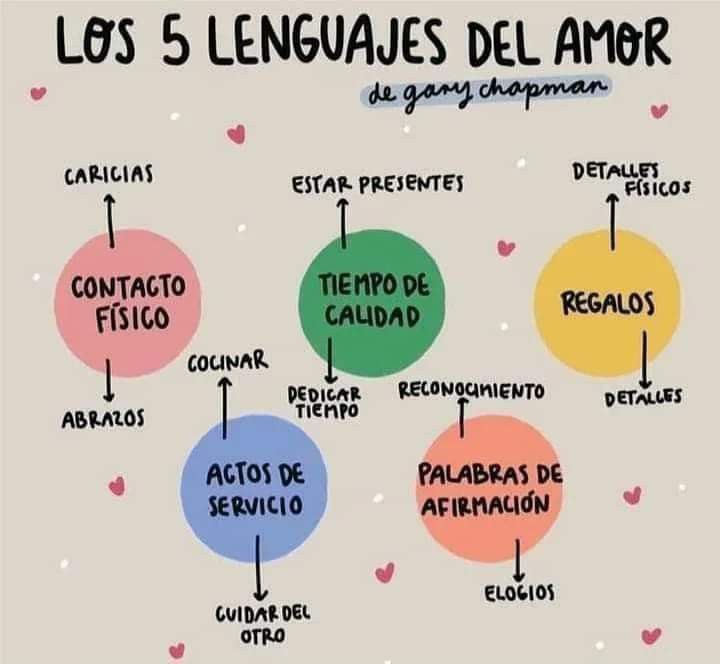 LOS 5 LENGUAJES DEL AMOR
de gary chapman
CARICIAS
CONTACTO
FÍSICO
ABRAZOS
ESTAR PRESENTES
TIEMPO DE
CALIDAD
DEDICAR
TIEMPO
DETALLES
FÍSICOS
REGALOS
DETALLES
COCINAR
ACTOS DE
SERVICIO
CUIDAR DEL
OTRO
RECONOCIMIENTO
PALABRAS DE
AFIRMACIÓN
ELOGIOS